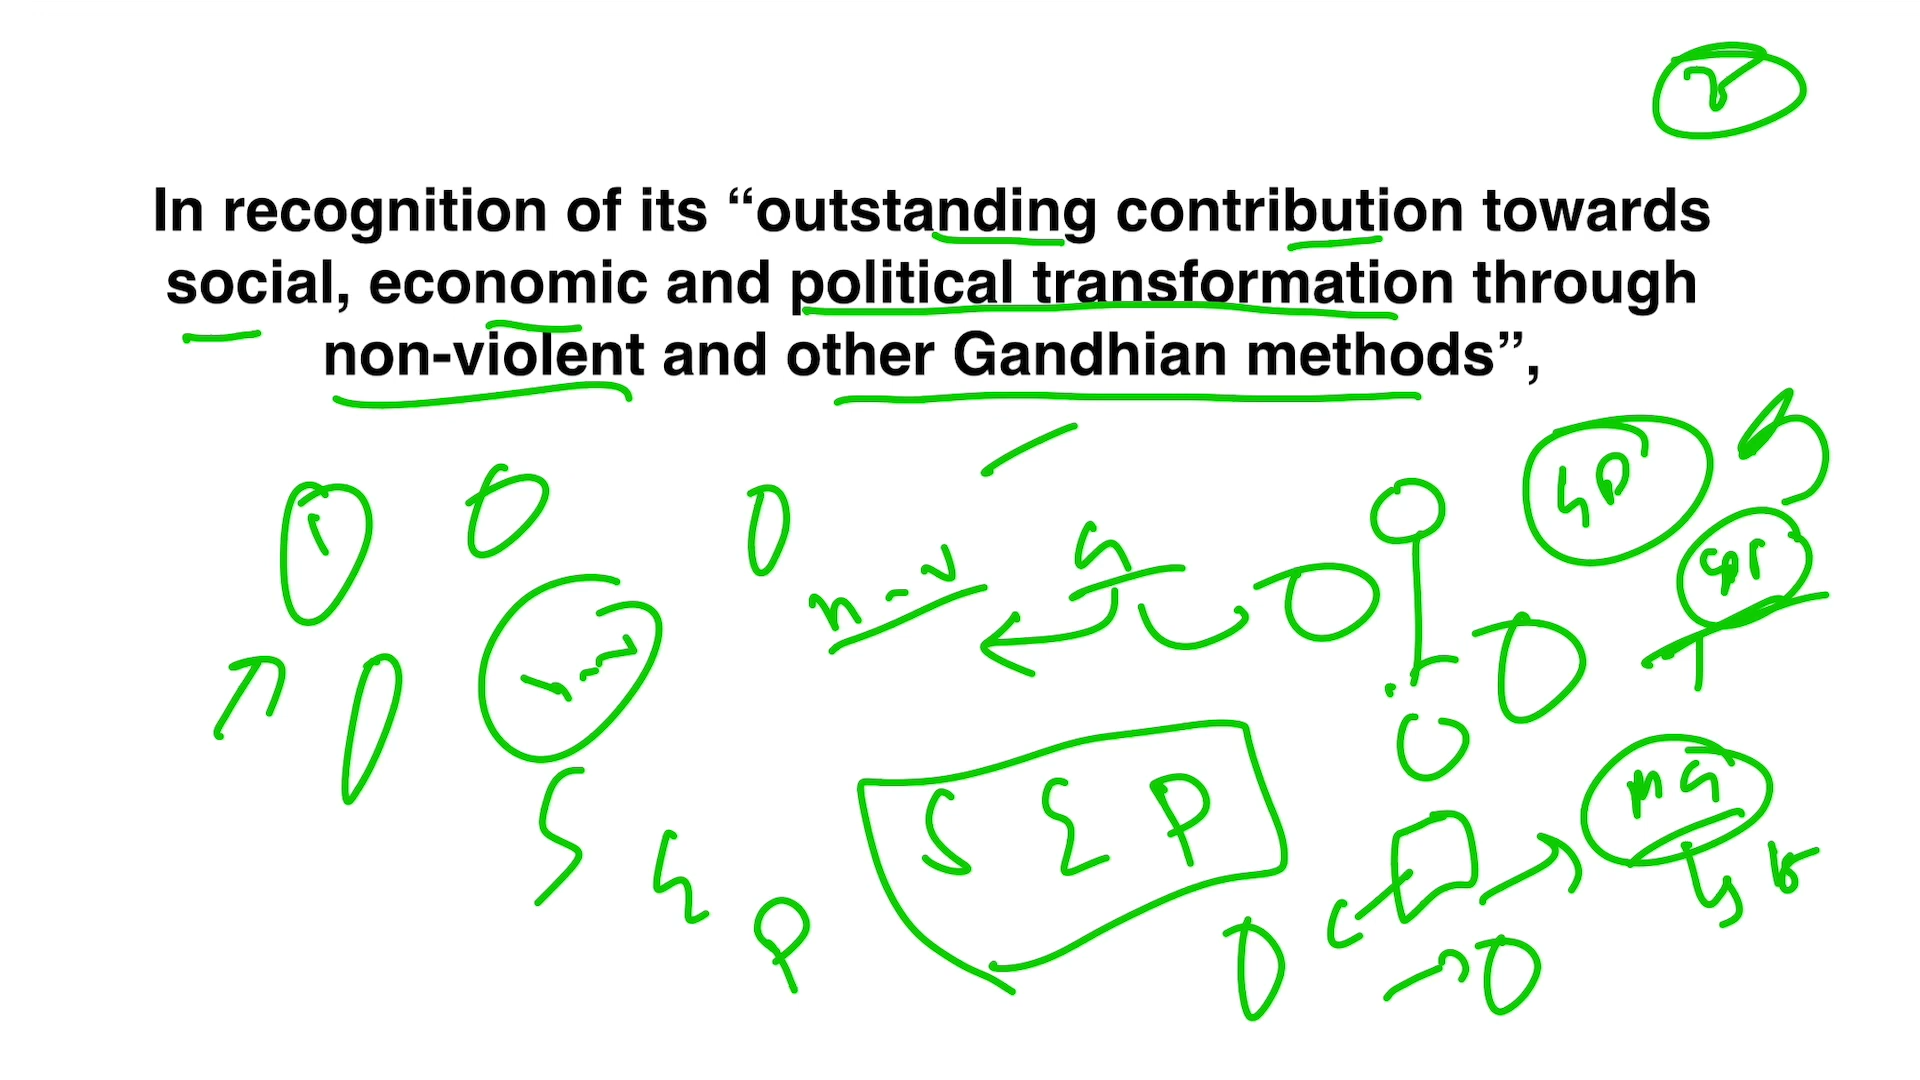 In recognition of its “outstanding contribution towards
social, economic and political transformation through
non-violent and other Gandhian methods”,
n-v
G
S
E
P
S E P
MG